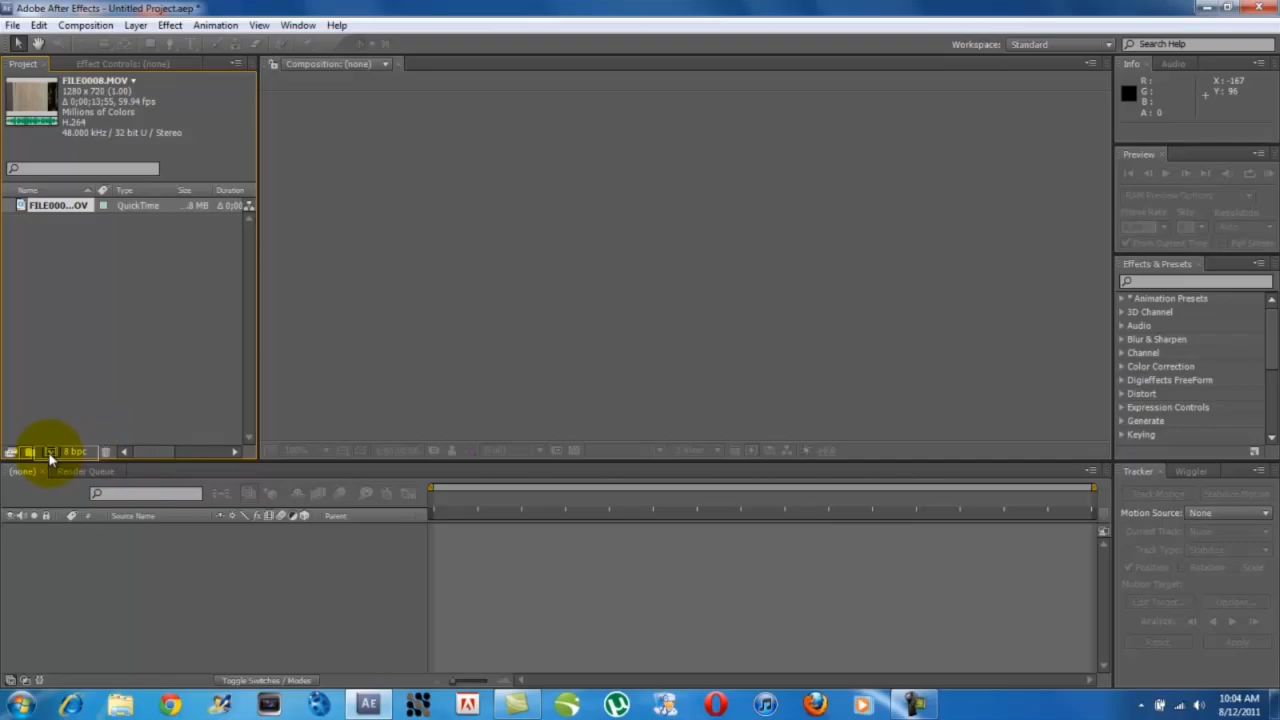 Adobe After Effects - Untitled Project.aep *
File Edit Composition Layer Effect Animation View Window Help
Workspace: Standard Search Help
Project Effect Controls: (none) Composition: (none) Info Audio
FILE0008.MOV
1280 x 720 (1.00)
Δ 0;00;13;55, 59.94 fps
Millions of Colors
H.264
48.000 kHz / 32 bit U / Stereo
R :
G :
B :
A : 0
X : -167
Y : 96
Preview
RAM Preview Options
Frame Rate Skip Resolution
Auto
From Current Time Full Screen
Name Type Size Duration
FILE000...OV QuickTime ...8 MB Δ 0;00
Effects & Presets
* Animation Presets
3D Channel
Audio
Blur & Sharpen
Channel
Color Correction
Digieffects FreeForm
Distort
Expression Controls
Generate
Keying
8 bpc
100%
(none) Render Queue
Source Name Parent
Toggle Switches / Modes
Tracker Wiggler
Track Motion Stabilize Motion
Motion Source: None
Current Track: None
Track Type: Stabilize
Position Rotation Scale
Motion Target:
Edit Target... Options...
Analyze:
Reset Apply
10:04 AM
8/12/2011